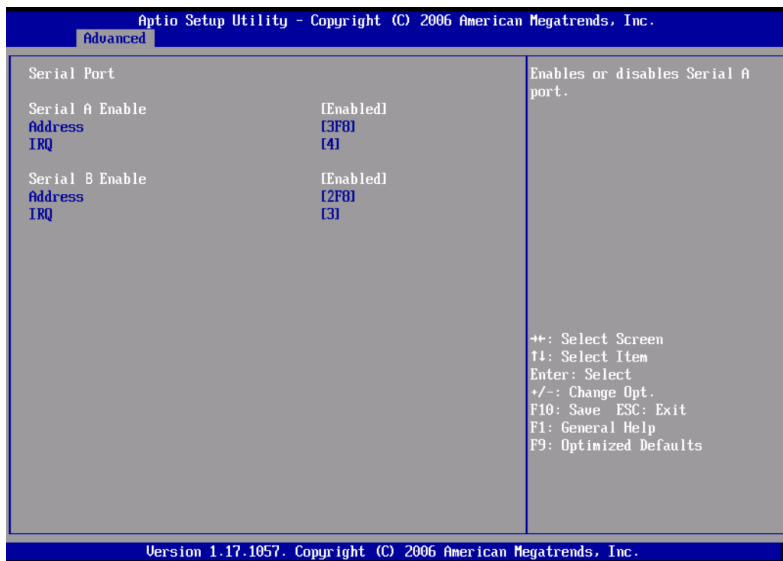 Aptio Setup Utility - Copyright (C) 2006 American Megatrends, Inc.
Advanced
Serial Port
Serial A Enable [Enabled]
Address [3F8]
IRQ [4]
Serial B Enable [Enabled]
Address [2F8]
IRQ [3]
Enables or disables Serial A
port.
→←: Select Screen
↑↓: Select Item
Enter: Select
+/-: Change Opt.
F10: Save ESC: Exit
F1: General Help
F9: Optimized Defaults
Version 1.17.1057. Copyright (C) 2006 American Megatrends, Inc.